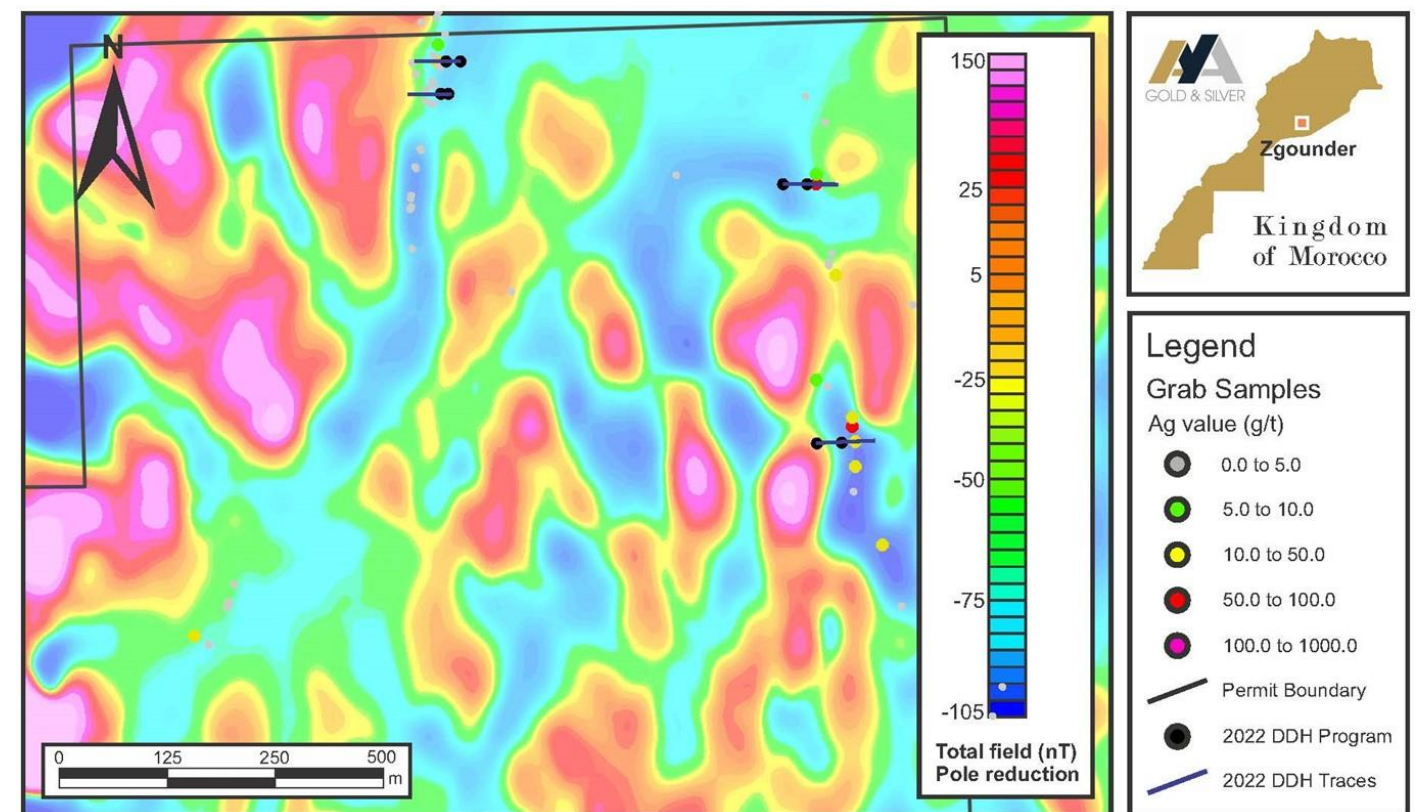 N
150
25
5
-25
-50
-75
-105
Total field (nT)
Pole reduction
0 125 250 500
m
AYA
GOLD & SILVER
Zgounder
Kingdom
of Morocco
Legend
Grab Samples
Ag value (g/t)
0.0 to 5.0
5.0 to 10.0
10.0 to 50.0
50.0 to 100.0
100.0 to 1000.0
Permit Boundary
2022 DDH Program
2022 DDH Traces